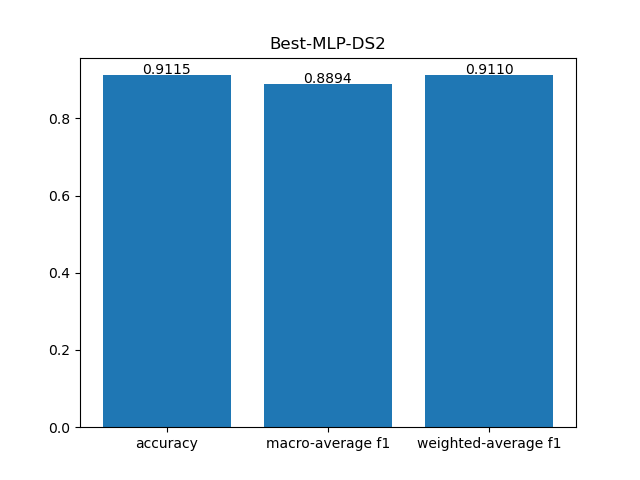 Best-MLP-DS2
0.9115
0.8894
0.9110
0.8
0.6
0.4
0.2
0.0
accuracy
macro-average f1
weighted-average f1